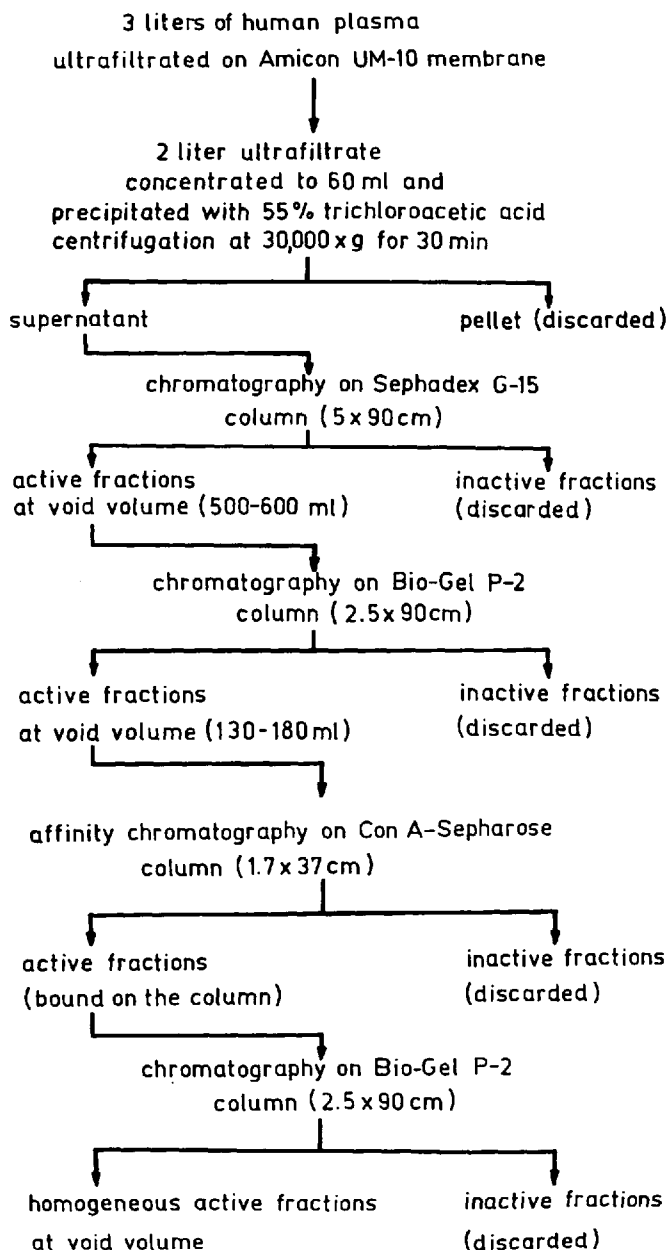 3 liters of human plasma
ultrafiltrated on Amicon UM-10 membrane
2 liter ultrafiltrate
concentrated to 60 ml and
precipitated with 55% trichloroacetic acid
centrifugation at 30,000 x g for 30 min
supernatant
pellet (discarded)
chromatography on Sephadex G-15
column (5 x 90 cm)
active fractions
at void volume (500-600 ml)
inactive fractions
(discarded)
chromatography on Bio-Gel P-2
column (2.5 x 90 cm)
active fractions
at void volume (130-180 ml)
inactive fractions
(discarded)
affinity chromatography on Con A-Sepharose
column (1.7 x 37 cm)
active fractions
(bound on the column)
inactive fractions
(discarded)
chromatography on Bio-Gel P-2
column (2.5 x 90 cm)
homogeneous active fractions
at void volume
inactive fractions
(discarded)